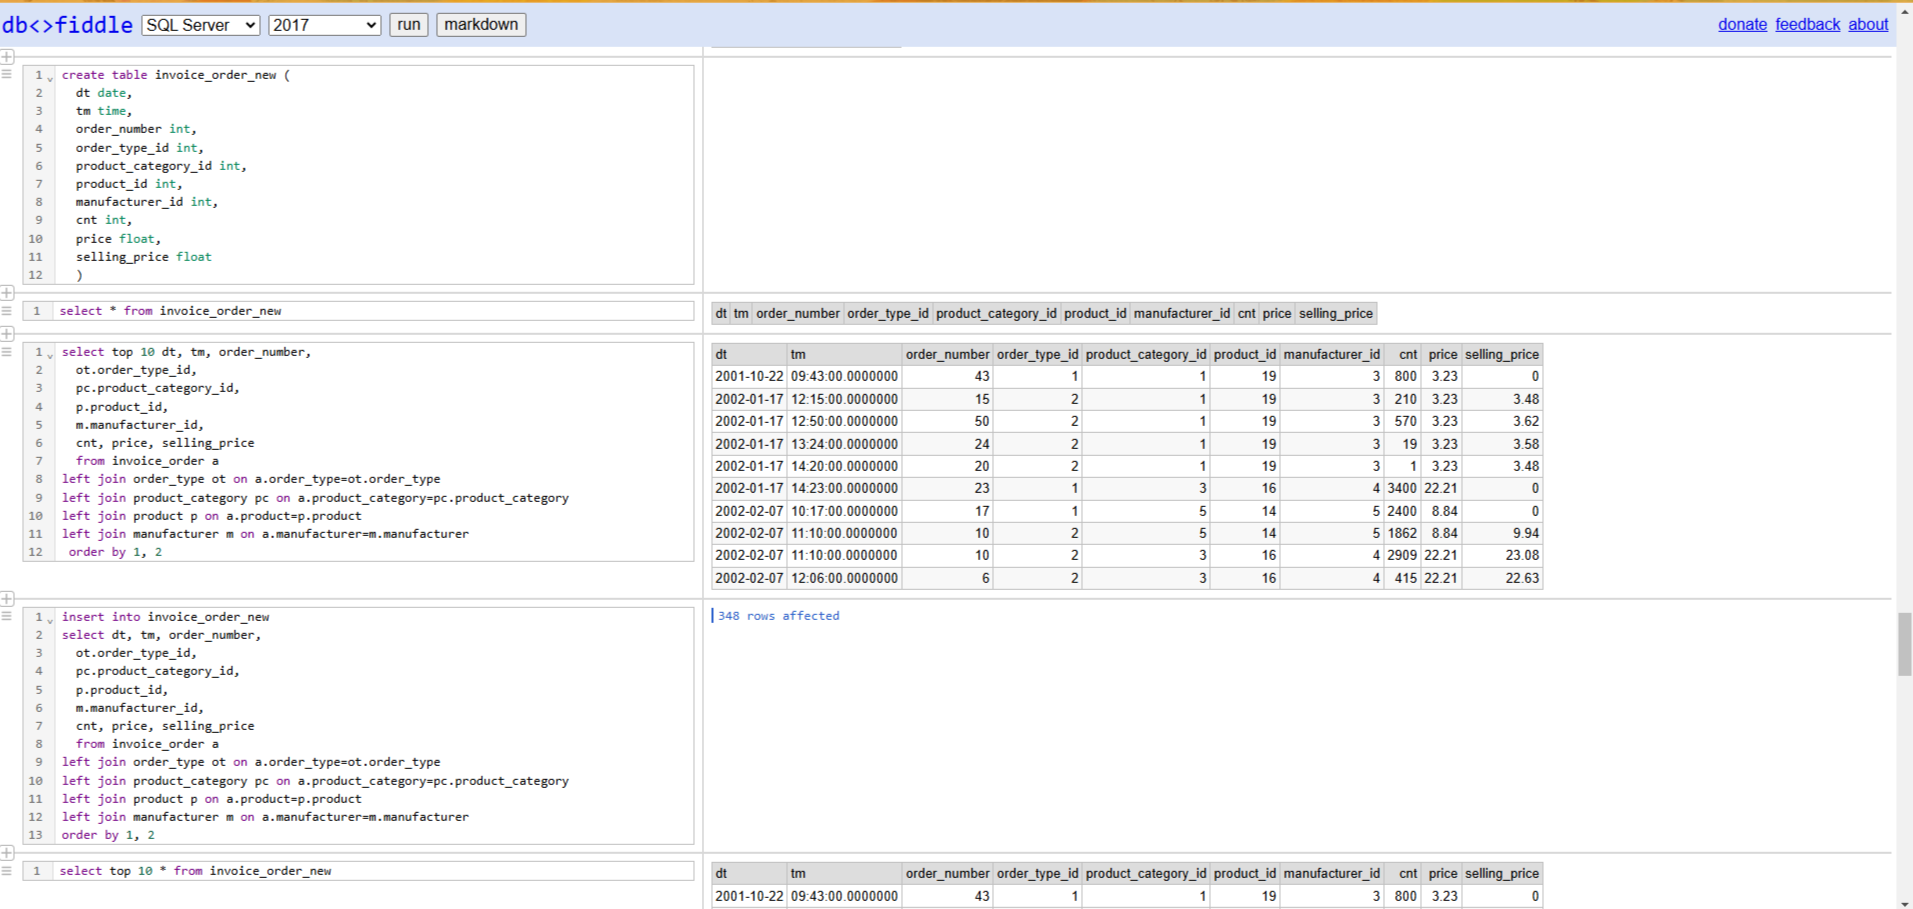 db<>fiddle SQL Server 2017 run markdown donate feedback about
1 create table invoice_order_new (
2 dt date,
3 tm time,
4 order_number int,
5 order_type_id int,
6 product_category_id int,
7 product_id int,
8 manufacturer_id int,
9 cnt int,
10 price float,
11 selling_price float
12 )
1 select * from invoice_order_new
dt tm order_number order_type_id product_category_id product_id manufacturer_id cnt price selling_price
1 select top 10 dt, tm, order_number,
2 ot.order_type_id,
3 pc.product_category_id,
4 p.product_id,
5 m.manufacturer_id,
6 cnt, price, selling_price
7 from invoice_order a
8 left join order_type ot on a.order_type=ot.order_type
9 left join product_category pc on a.product_category=pc.product_category
10 left join product p on a.product=p.product
11 left join manufacturer m on a.manufacturer=m.manufacturer
12 order by 1, 2
dt tm order_number order_type_id product_category_id product_id manufacturer_id cnt price selling_price
2001-10-22 09:43:00.0000000 43 1 1 19 3 800 3.23 0
2002-01-17 12:15:00.0000000 15 2 1 19 3 210 3.23 3.48
2002-01-17 12:50:00.0000000 50 2 1 19 3 570 3.23 3.62
2002-01-17 13:24:00.0000000 24 2 1 19 3 19 3.23 3.58
2002-01-17 14:20:00.0000000 20 2 1 19 3 1 3.23 3.48
2002-01-17 14:23:00.0000000 23 1 3 16 4 3400 22.21 0
2002-02-07 10:17:00.0000000 17 1 5 14 5 2400 8.84 0
2002-02-07 11:10:00.0000000 10 2 5 14 5 1862 8.84 9.94
2002-02-07 11:10:00.0000000 10 2 3 16 4 2909 22.21 23.08
2002-02-07 12:06:00.0000000 6 2 3 16 4 415 22.21 22.63
1 insert into invoice_order_new
2 select dt, tm, order_number,
3 ot.order_type_id,
4 pc.product_category_id,
5 p.product_id,
6 m.manufacturer_id,
7 cnt, price, selling_price
8 from invoice_order a
9 left join order_type ot on a.order_type=ot.order_type
10 left join product_category pc on a.product_category=pc.product_category
11 left join product p on a.product=p.product
12 left join manufacturer m on a.manufacturer=m.manufacturer
13 order by 1, 2
348 rows affected
1 select top 10 * from invoice_order_new
dt tm order_number order_type_id product_category_id product_id manufacturer_id cnt price selling_price
2001-10-22 09:43:00.0000000 43 1 1 19 3 800 3.23 0